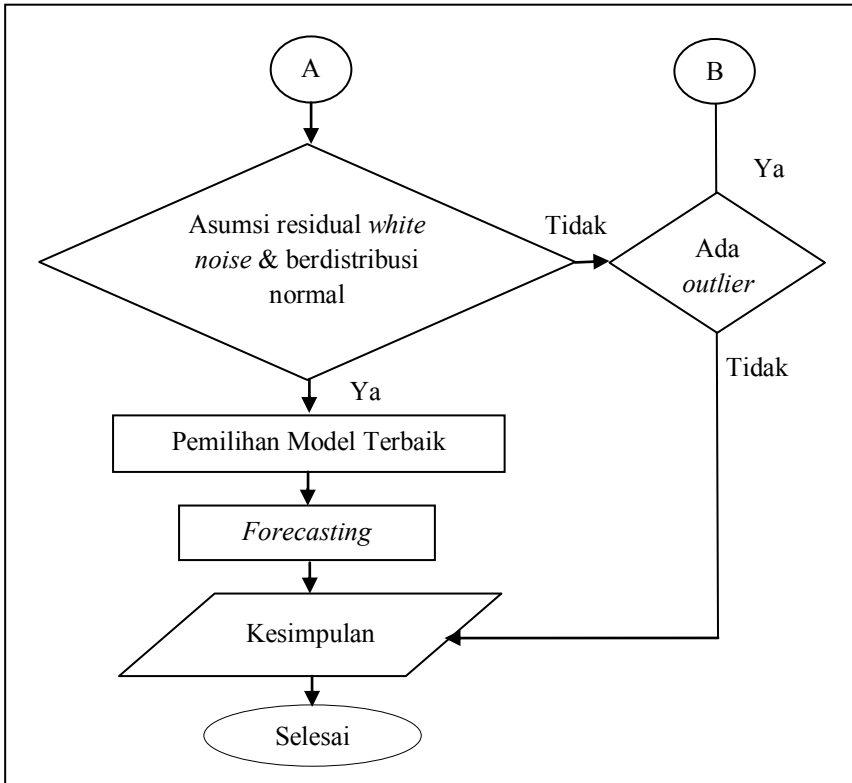 A
B
Ya
Asumsi residual white
noise & berdistribusi
normal
Tidak
Ada
outlier
Tidak
Ya
Pemilihan Model Terbaik
Forecasting
Kesimpulan
Selesai